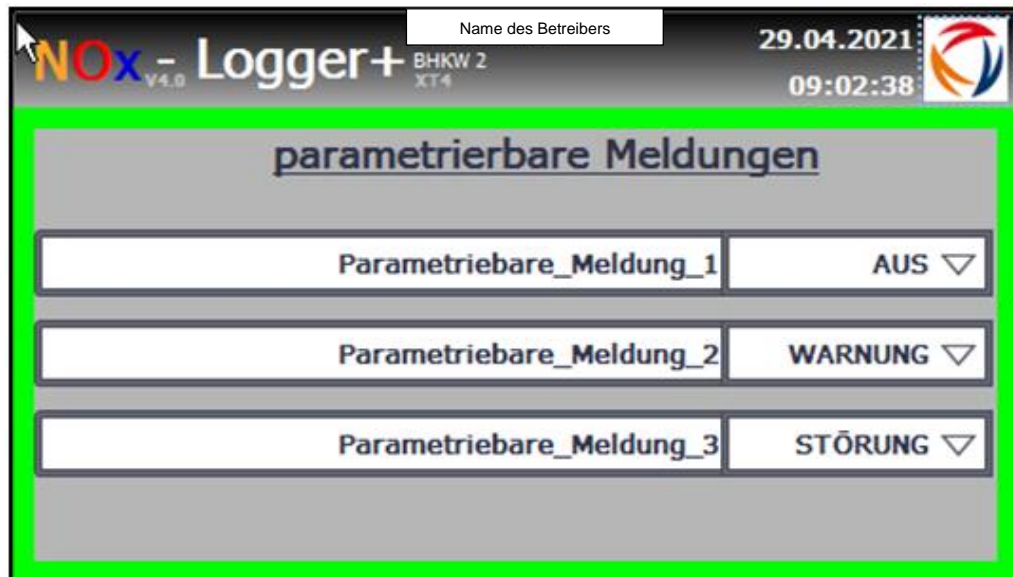 Name des Betreibers
NOx - Logger+ BHKW 2
V4.0 XT4
29.04.2021
09:02:38
parametrierbare Meldungen
Parametriebare_Meldung_1 AUS
Parametriebare_Meldung_2 WARNUNG
Parametriebare_Meldung_3 STÖRUNG